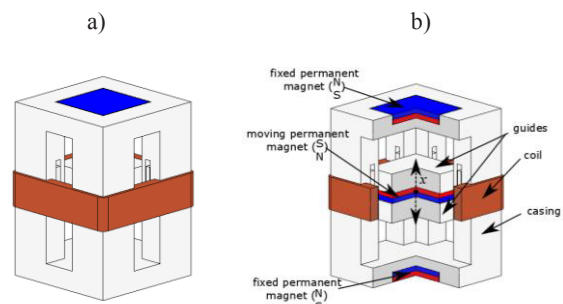 a)
b)
fixed permanent
magnet (N
S)
moving permanent
magnet (S
N)
guides
coil
x
casing
fixed permanent
magnet (N
S)